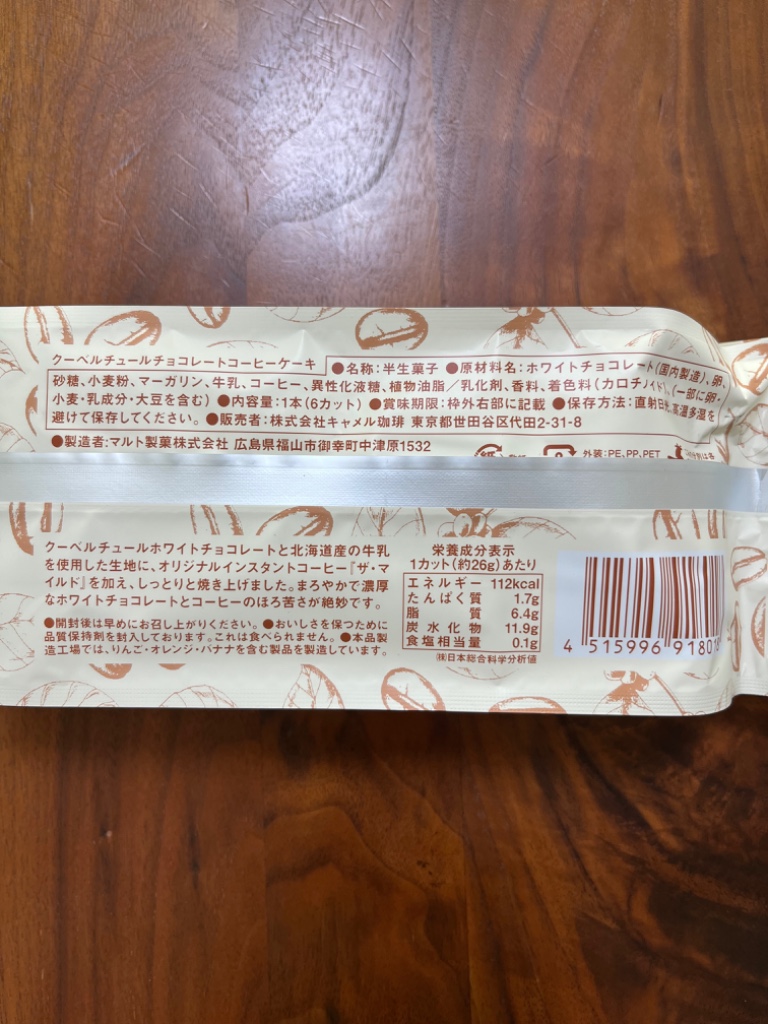 クーベルチュールチョコレートコーヒーケーキ
●名称：半生菓子 ●原材料名：ホワイトチョコレート（国内製造）、卵、
砂糖、小麦粉、マーガリン、牛乳、コーヒー、異性化液糖、植物油脂／乳化剤、香料、着色料（カロチノイド）、（一部に卵・
小麦・乳成分・大豆を含む） ●内容量：1本（6カット） ●賞味期限：枠外右部に記載 ●保存方法：直射日光、高温多湿を
避けて保存してください。 ●販売者：株式会社キャメル珈琲 東京都世田谷区代田2-31-8
●製造者：マルト製菓株式会社 広島県福山市御幸町中津原1532
外装：PE、PP、PET
クーベルチュールホワイトチョコレートと北海道産の牛乳
を使用した生地に、オリジナルインスタントコーヒー『ザ・マ
イルド』を加え、しっとりと焼き上げました。まろやかで濃厚
なホワイトチョコレートとコーヒーのほろ苦さが絶妙です。
●開封後は早めにお召し上がりください。 ●おいしさを保つために
品質保持剤を封入しております。これは食べられません。 ●本品製
造工場では、りんご・オレンジ・バナナを含む製品を製造しています。
栄養成分表示
1カット（約26g）あたり
エネルギー 112kcal
たんぱく質 1.7g
脂質 6.4g
炭水化物 11.9g
食塩相当量 0.1g
㈱日本総合科学分析値
4 515996 9180